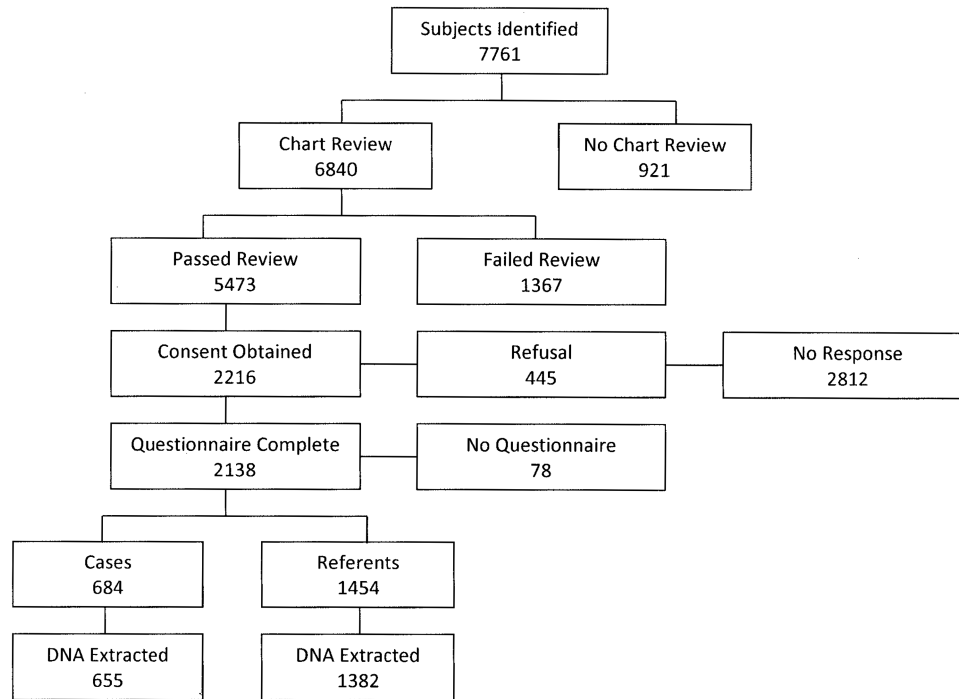 Subjects Identified
7761
Chart Review
6840
No Chart Review
921
Passed Review
5473
Failed Review
1367
Consent Obtained
2216
Refusal
445
No Response
2812
Questionnaire Complete
2138
No Questionnaire
78
Cases
684
Referents
1454
DNA Extracted
655
DNA Extracted
1382